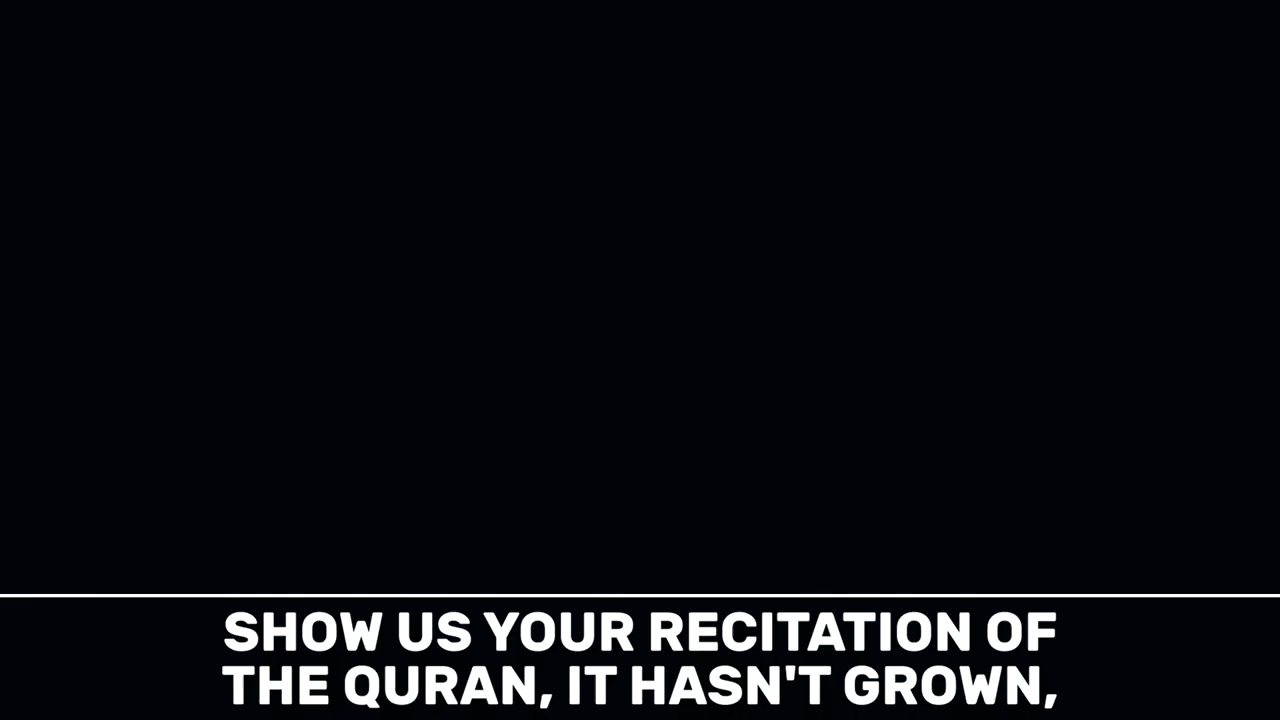 SHOW US YOUR RECITATION OF
THE QURAN, IT HASN'T GROWN,